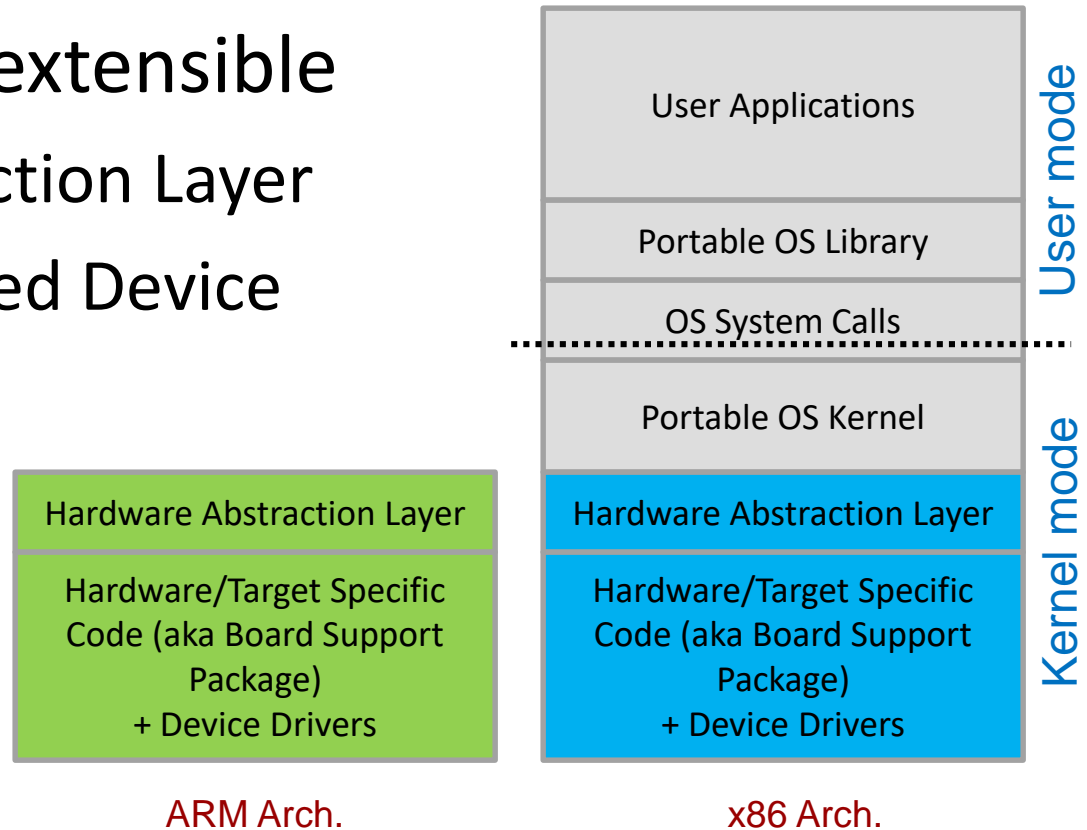 extensible
ction Layer
ed Device
User Applications
Portable OS Library
OS System Calls
Portable OS Kernel
User mode
Kernel mode
Hardware Abstraction Layer
Hardware/Target Specific
Code (aka Board Support
Package)
+ Device Drivers
ARM Arch.
Hardware Abstraction Layer
Hardware/Target Specific
Code (aka Board Support
Package)
+ Device Drivers
x86 Arch.